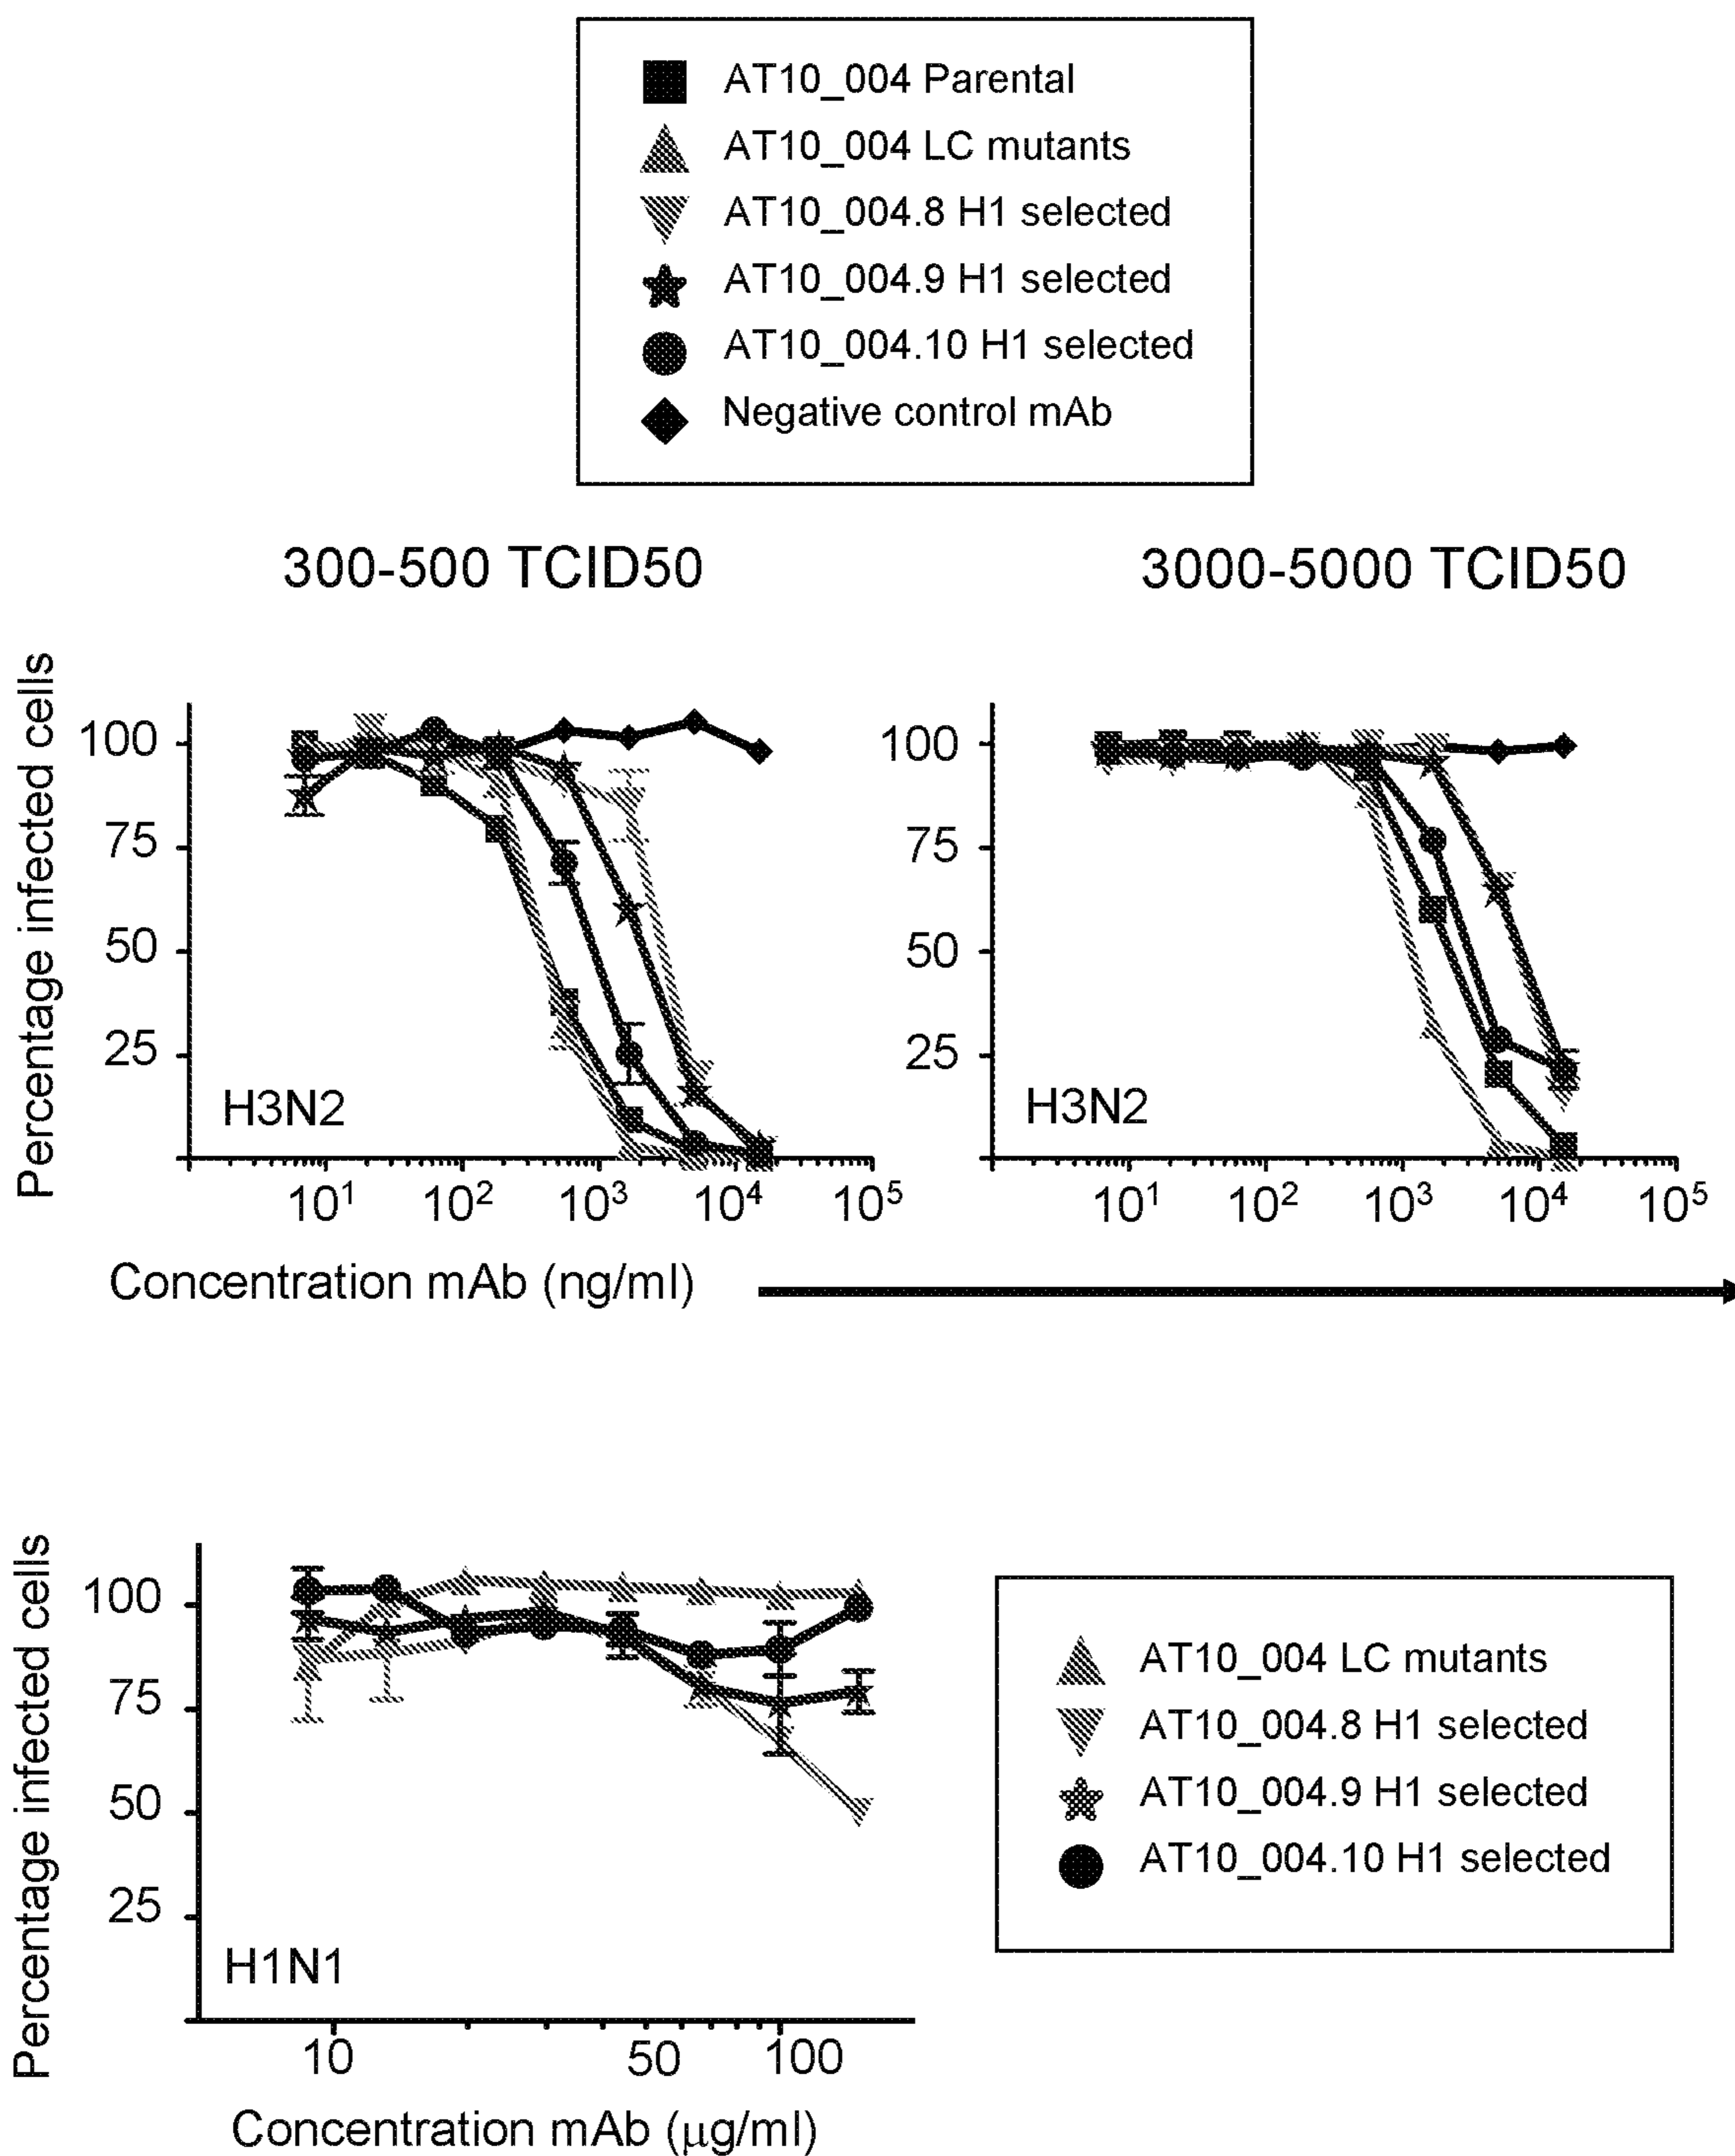 AT10_004 Parental
AT10_004 LC mutants
AT10_004.8 H1 selected
AT10_004.9 H1 selected
AT10_004.10 H1 selected
Negative control mAb
300-500 TCID50
3000-5000 TCID50
Percentage infected cells
100
75
50
25
H3N2
10¹ 10² 10³ 10⁴ 10⁵
100
75
50
25
H3N2
10¹ 10² 10³ 10⁴ 10⁵
Concentration mAb (ng/ml)
Percentage infected cells
100
75
50
25
H1N1
10 50 100
Concentration mAb (μg/ml)
AT10_004 LC mutants
AT10_004.8 H1 selected
AT10_004.9 H1 selected
AT10_004.10 H1 selected